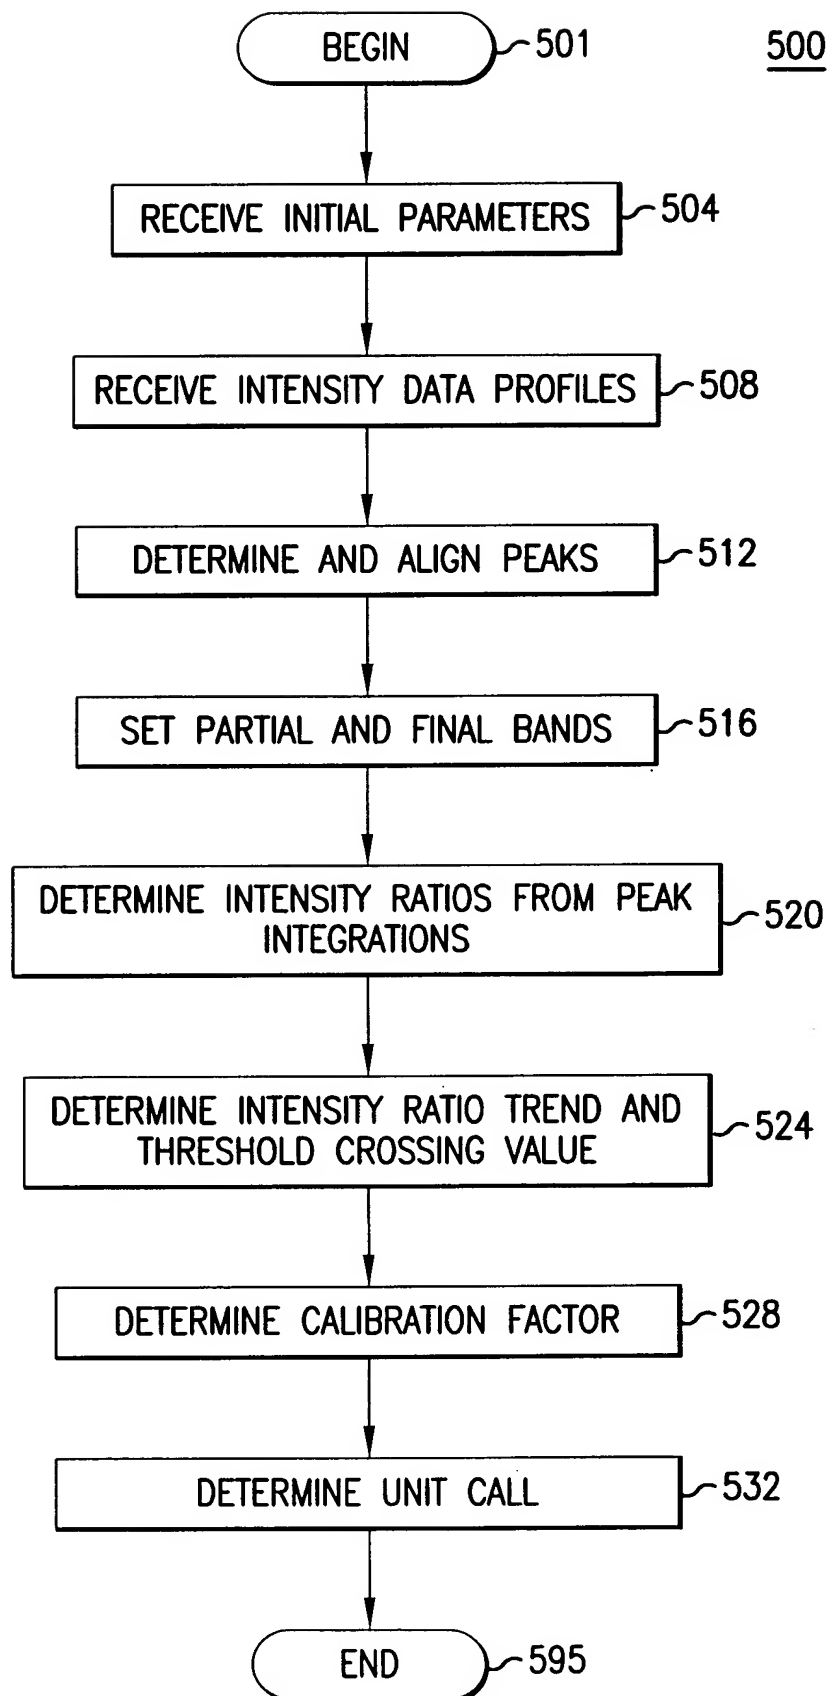 BEGIN
501
500
RECEIVE INITIAL PARAMETERS
504
RECEIVE INTENSITY DATA PROFILES
508
DETERMINE AND ALIGN PEAKS
512
SET PARTIAL AND FINAL BANDS
516
DETERMINE INTENSITY RATIOS FROM PEAK
INTEGRATIONS
520
DETERMINE INTENSITY RATIO TREND AND
THRESHOLD CROSSING VALUE
524
DETERMINE CALIBRATION FACTOR
528
DETERMINE UNIT CALL
532
END
595